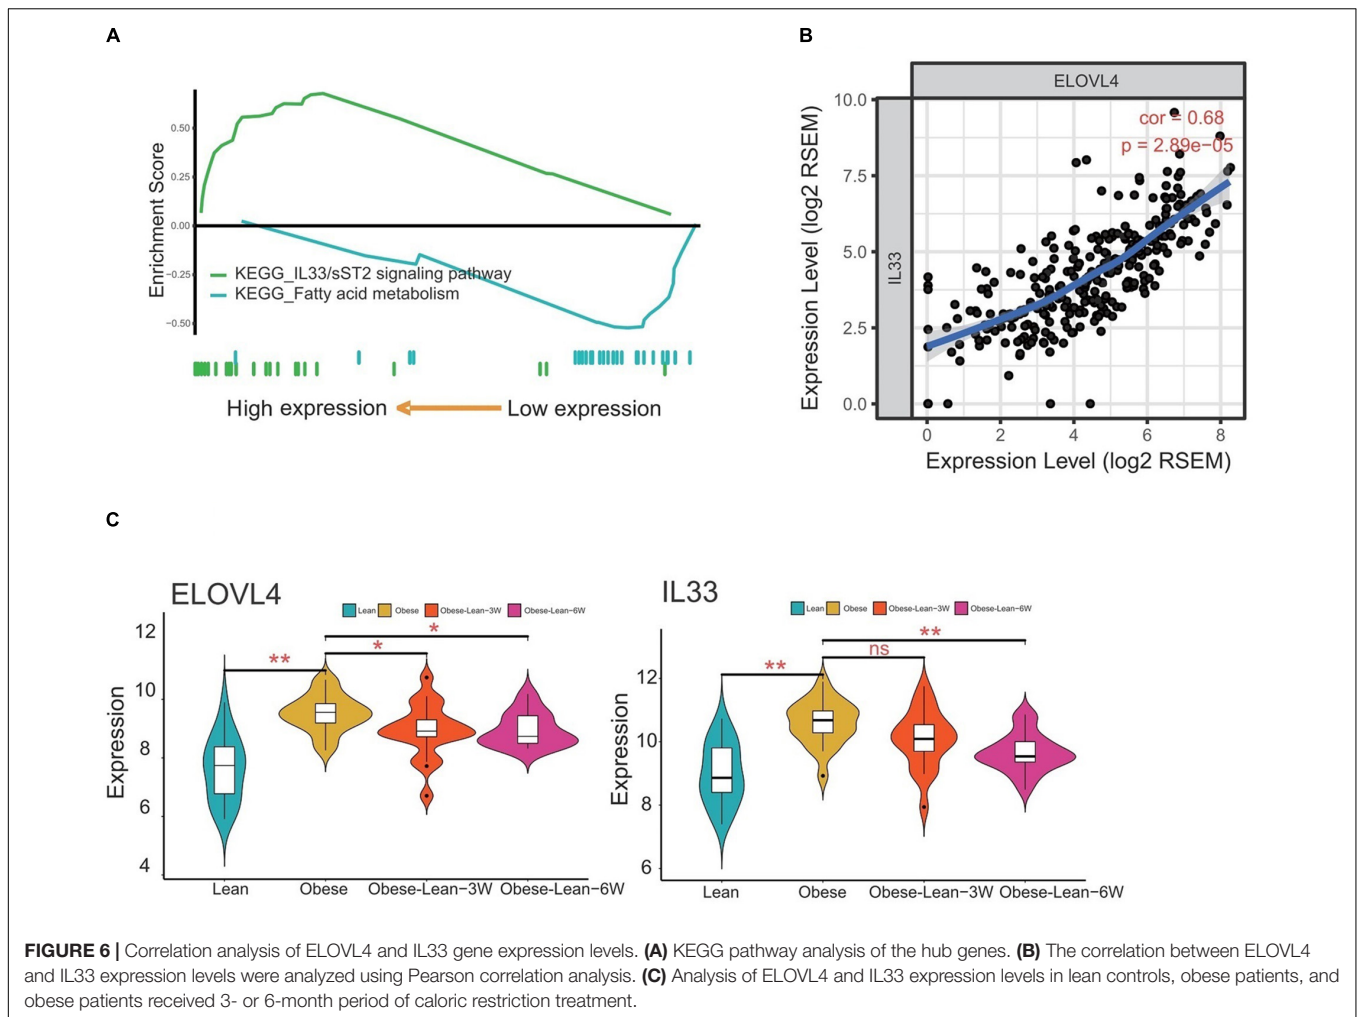 A
Enrichment Score
0.50
0.25
0.00
−0.25
−0.50
KEGG_IL33/sST2 signaling pathway
KEGG_Fatty acid metabolism
High expression
Low expression
B
ELOVL4
IL33
cor = 0.68
p = 2.89e−05
Expression Level (log2 RSEM)
10.0
7.5
5.0
2.5
0.0
0 2 4 6 8
Expression Level (log2 RSEM)
C
ELOVL4
Lean Obese Obese-Lean−3W Obese-Lean−6W
Expression
12
10
8
6
4
**
*
*
Lean Obese Obese-Lean−3W Obese-Lean−6W
IL33
Lean Obese Obese-Lean−3W Obese-Lean−6W
Expression
12
10
8
6
**
ns
**
Lean Obese Obese-Lean−3W Obese-Lean−6W
FIGURE 6 | Correlation analysis of ELOVL4 and IL33 gene expression levels. (A) KEGG pathway analysis of the hub genes. (B) The correlation between ELOVL4
and IL33 expression levels were analyzed using Pearson correlation analysis. (C) Analysis of ELOVL4 and IL33 expression levels in lean controls, obese patients, and
obese patients received 3- or 6-month period of caloric restriction treatment.